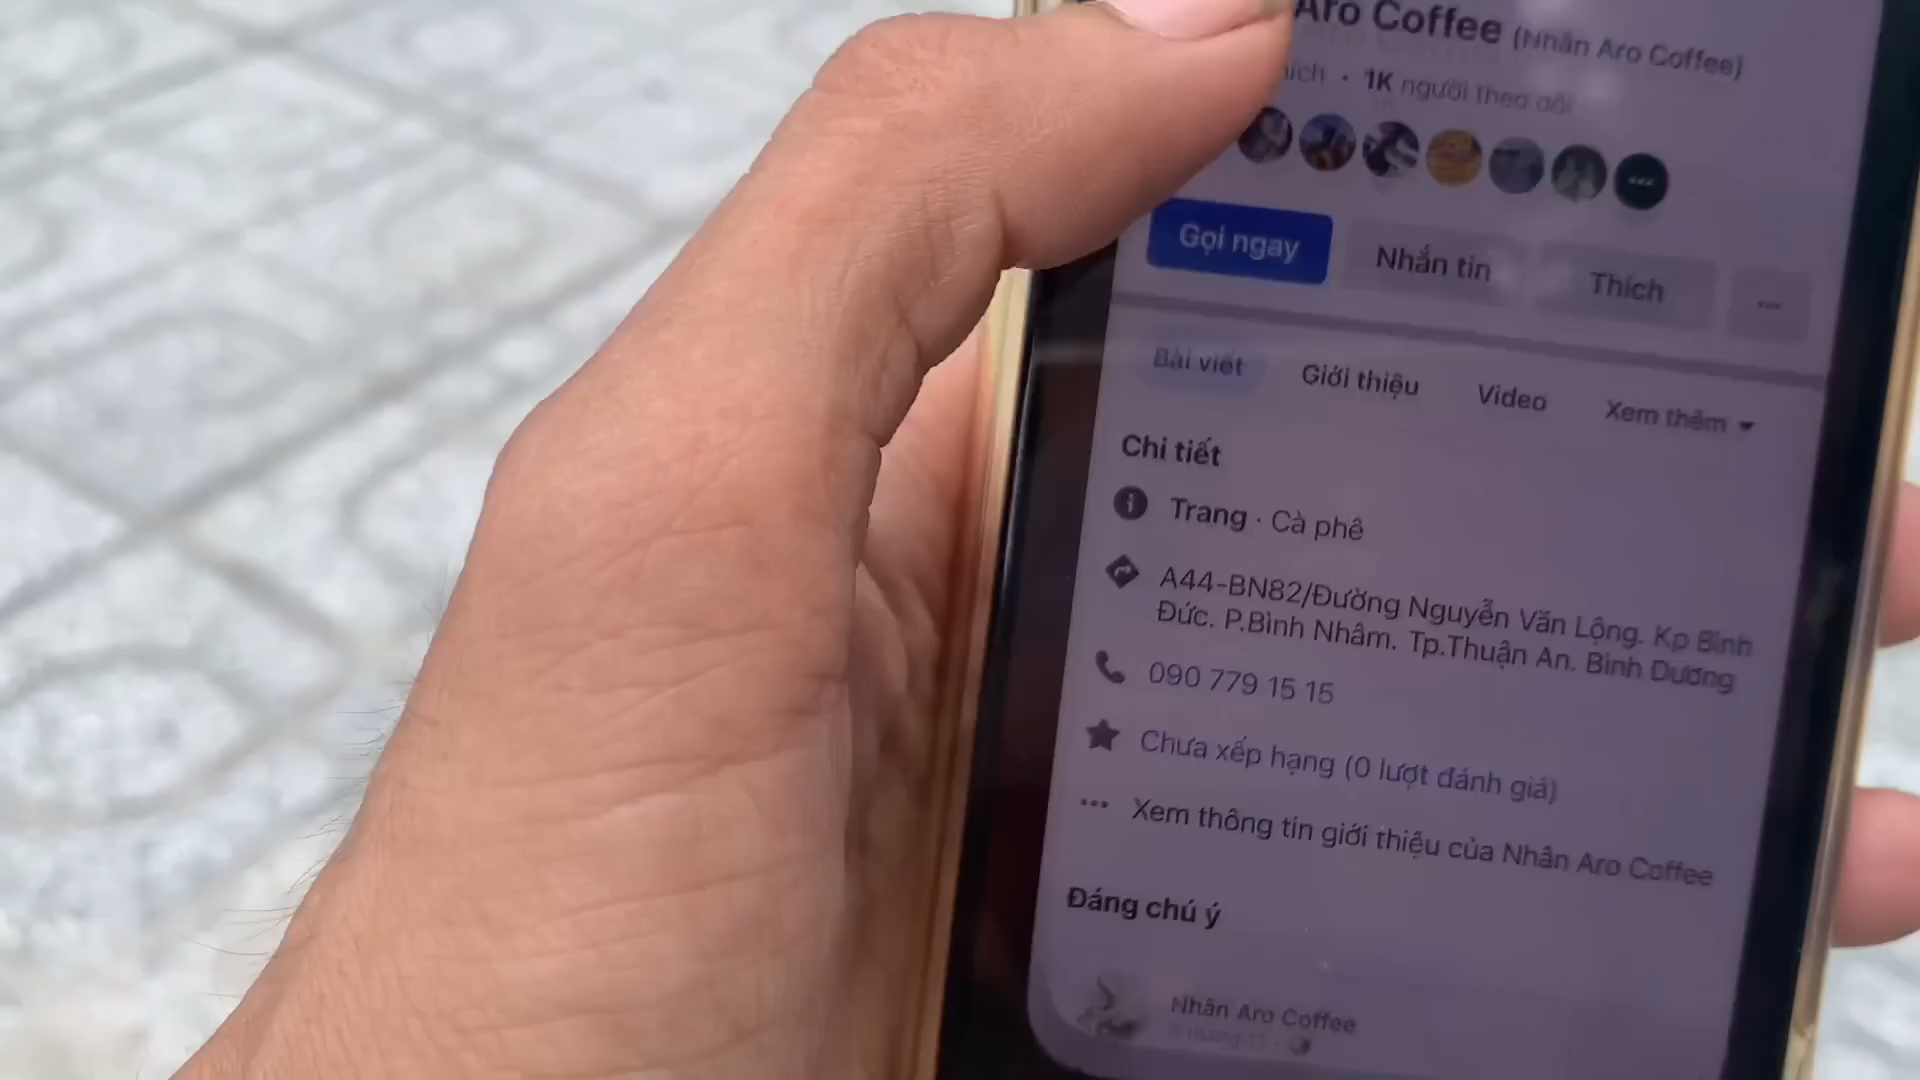 Aro Coffee (Nhân Aro Coffee)
1K người theo dõi
Gọi ngay
Nhắn tin
Thích
Bài viết
Giới thiệu
Video
Xem thêm
Chi tiết
Trang · Cà phê
A44-BN82/Đường Nguyễn Văn Lộng. Kp Bình
Đức. P.Bình Nhâm. Tp.Thuận An. Bình Dương
090 779 15 15
Chưa xếp hạng (0 lượt đánh giá)
Xem thông tin giới thiệu của Nhân Aro Coffee
Đáng chú ý
Nhân Aro Coffee